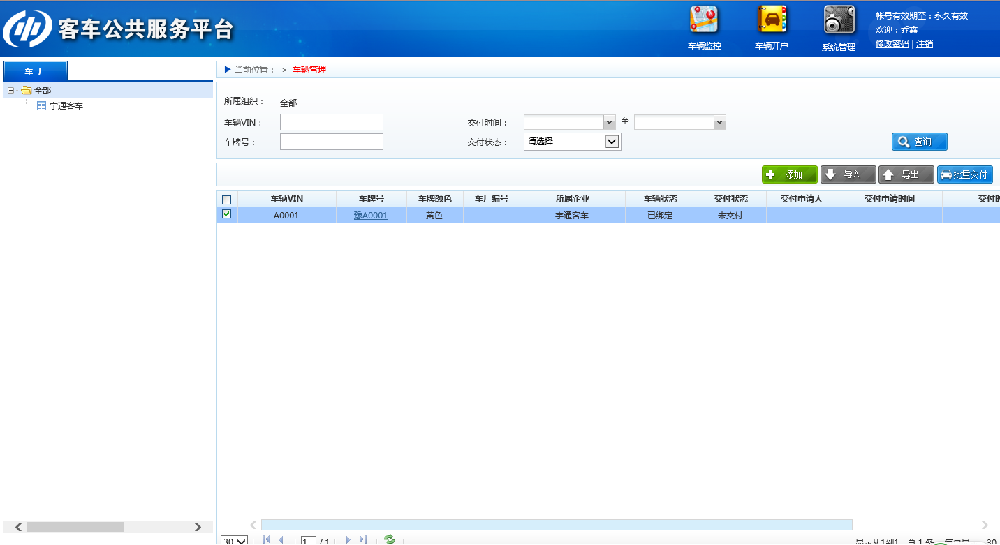 客车公共服务平台
车辆监控
车辆开户
系统管理
帐号有效期至：永久有效
欢迎：乔鑫
修改密码 | 注销
车 厂
全部
宇通客车
当前位置： > 车辆管理
所属组织： 全部
车辆VIN： 交付时间： 至
车牌号： 交付状态： 请选择 查询
添加 导入 导出 批量交付
车辆VIN 车牌号 车牌颜色 车厂编号 所属企业 车辆状态 交付状态 交付申请人 交付申请时间 交付
A0001 豫A0001 黄色 宇通客车 已绑定 未交付 --
30 1 / 1 显示从1到1，总 1 条 每页显示：30